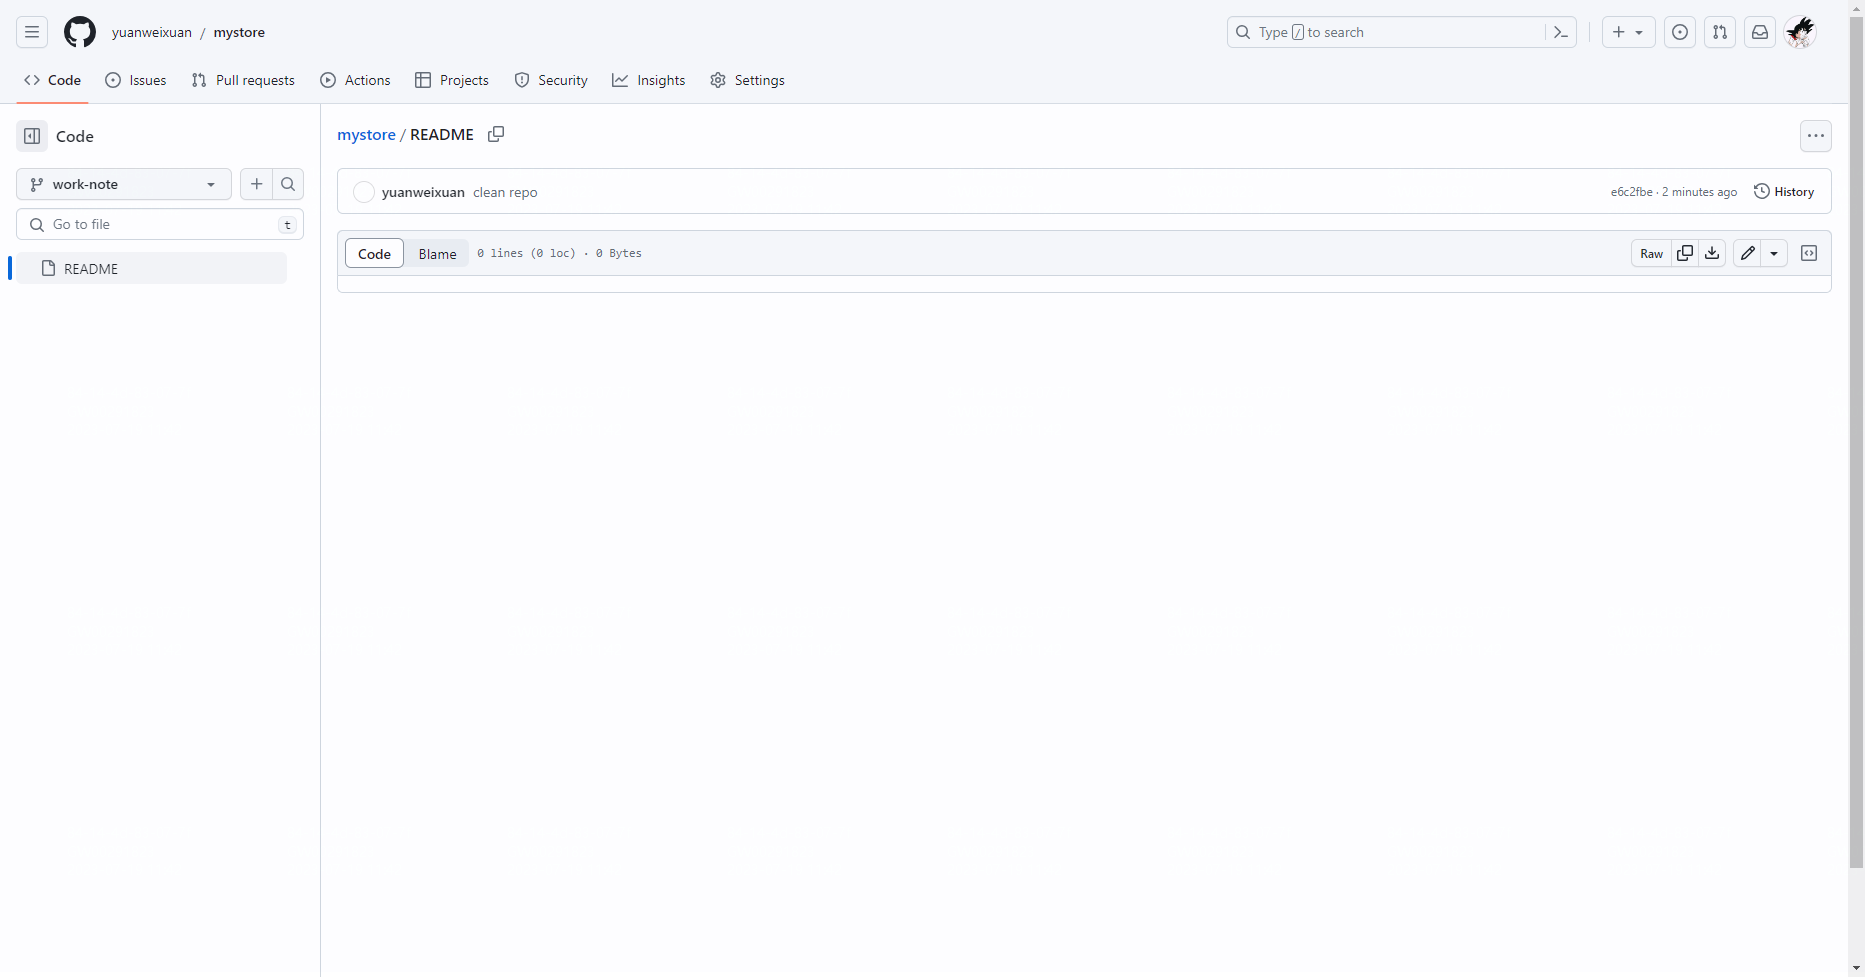 yuanweixuan / mystore
Type / to search
Code Issues Pull requests Actions Projects Security Insights Settings
Code
work-note
Go to file t
README
mystore / README
yuanweixuan clean repo e6c2fbe · 2 minutes ago History
Code Blame 0 lines (0 loc) · 0 Bytes Raw